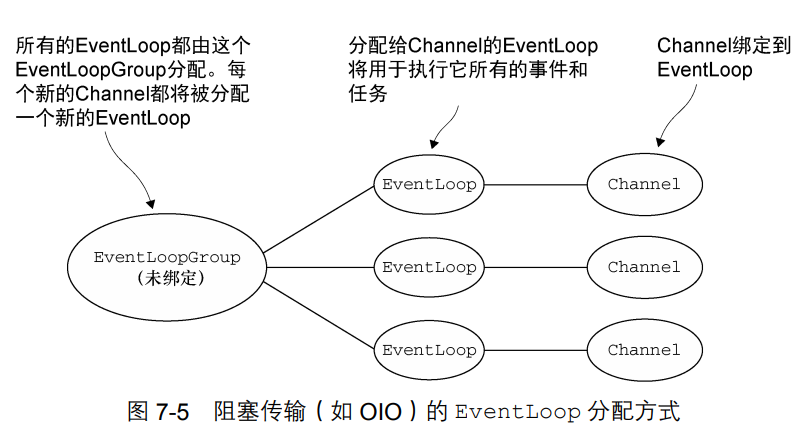 所有的EventLoop都由这个
EventLoopGroup分配。每
个新的Channel都将被分配
一个新的EventLoop
分配给Channel的EventLoop
将用于执行它所有的事件和
任务
Channel绑定到
EventLoop
EventLoopGroup
(未绑定)
EventLoop
Channel
EventLoop
Channel
EventLoop
Channel
图 7-5 阻塞传输（如 OIO）的 EventLoop 分配方式